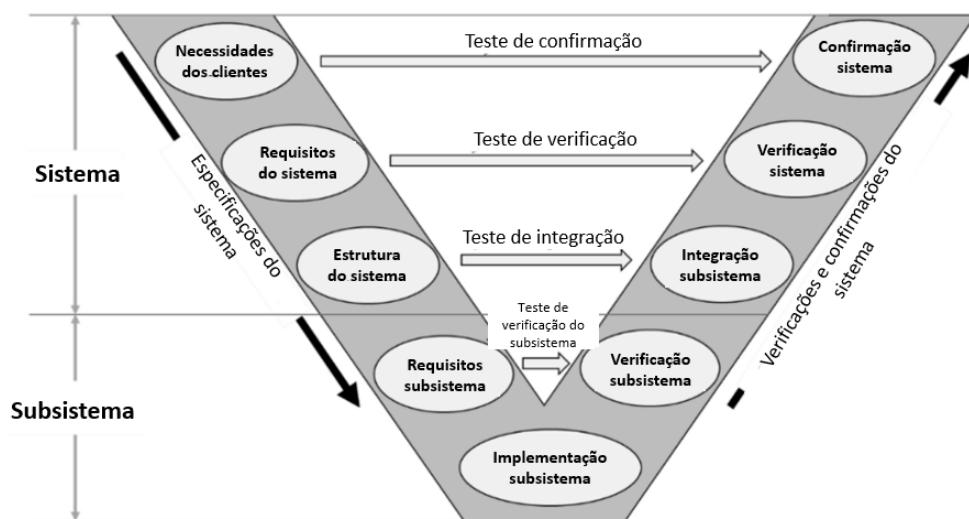 Necessidades
dos clientes
Teste de confirmação
Confirmação
sistema
Requisitos
do sistema
Teste de verificação
Verificação
sistema
Sistema
Especificações do
sistema
Estrutura
do sistema
Teste de integração
Integração
subsistema
Verificações e confirmações do
sistema
Teste de
verificação do
subsistema
Requisitos
subsistema
Verificação
subsistema
Subsistema
Implementação
subsistema